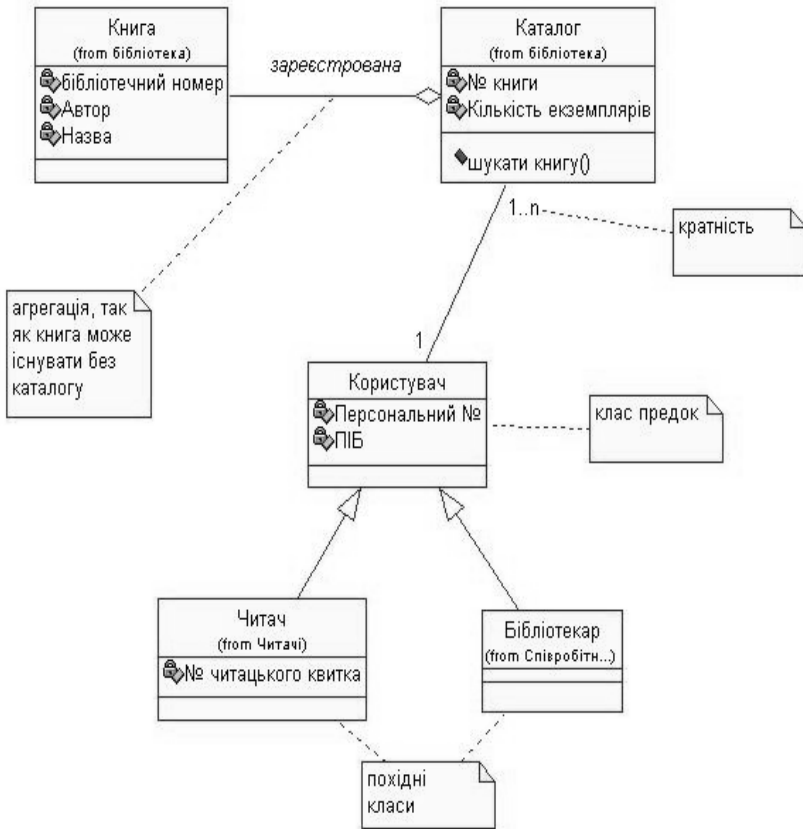 Книга
(from бібліотека)
бібліотечний номер
Автор
Назва
зареєстрована
Каталог
(from бібліотека)
№ книги
Кількість екземплярів
шукати книгу()
1..n
кратність
агрегація, так
як книга може
існувати без
каталогу
1
Користувач
Персональний №
ПІБ
клас предок
Читач
(from Читачі)
№ читацького квитка
Бібліотекар
(from Співробітн...)
похідні
класи